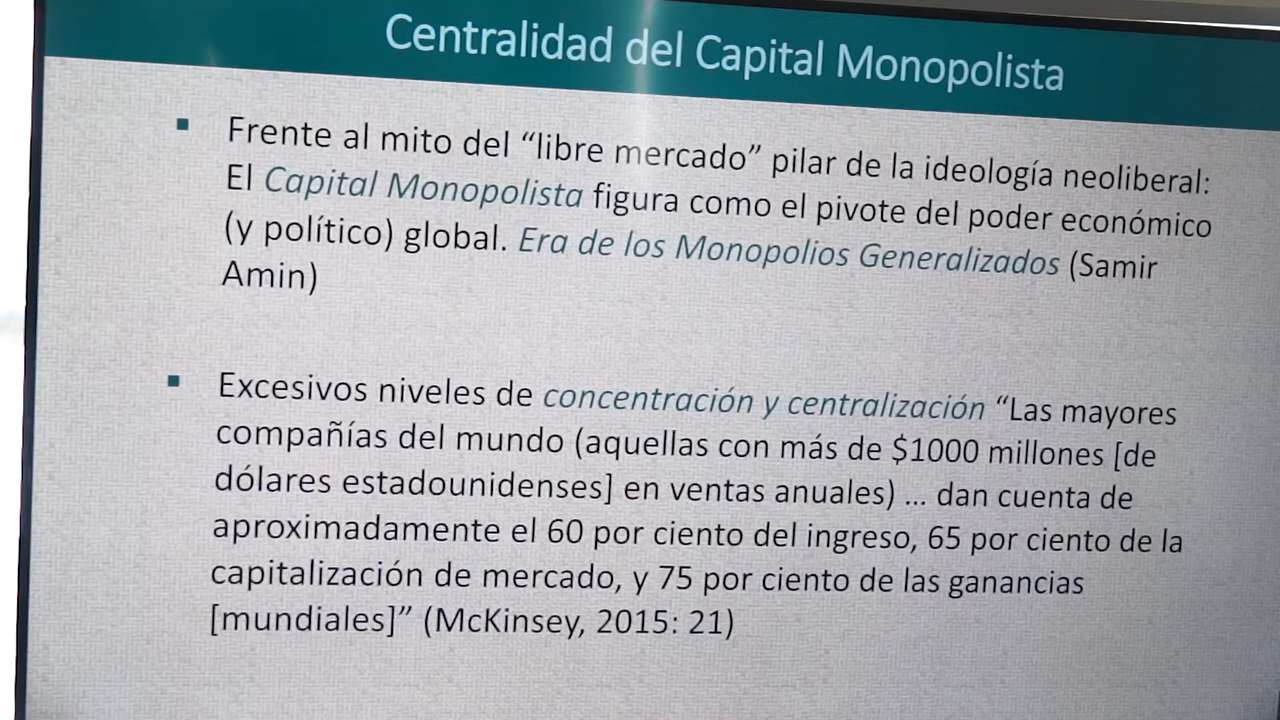 Centralidad del Capital Monopolista
▪ Frente al mito del “libre mercado” pilar de la ideología neoliberal:
El Capital Monopolista figura como el pivote del poder económico
(y político) global. Era de los Monopolios Generalizados (Samir
Amin)
▪ Excesivos niveles de concentración y centralización “Las mayores
compañías del mundo (aquellas con más de $1000 millones [de
dólares estadounidenses] en ventas anuales) ... dan cuenta de
aproximadamente el 60 por ciento del ingreso, 65 por ciento de la
capitalización de mercado, y 75 por ciento de las ganancias
[mundiales]” (McKinsey, 2015: 21)